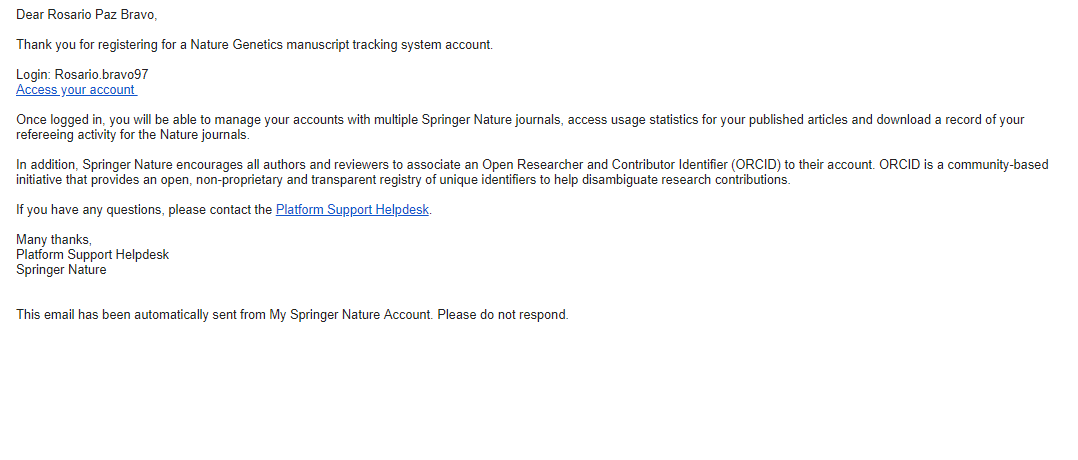 Dear Rosario Paz Bravo,
Thank you for registering for a Nature Genetics manuscript tracking system account.
Login: Rosario.bravo97
Access your account
Once logged in, you will be able to manage your accounts with multiple Springer Nature journals, access usage statistics for your published articles and download a record of your
refereeing activity for the Nature journals.
In addition, Springer Nature encourages all authors and reviewers to associate an Open Researcher and Contributor Identifier (ORCID) to their account. ORCID is a community-based
initiative that provides an open, non-proprietary and transparent registry of unique identifiers to help disambiguate research contributions.
If you have any questions, please contact the Platform Support Helpdesk.
Many thanks,
Platform Support Helpdesk
Springer Nature
This email has been automatically sent from My Springer Nature Account. Please do not respond.